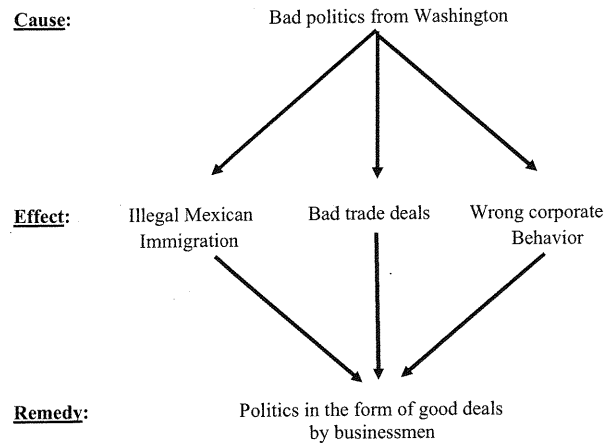 Cause: Bad politics from Washington
Effect: Illegal Mexican Immigration Bad trade deals Wrong corporate Behavior
Remedy: Politics in the form of good deals
by businessmen